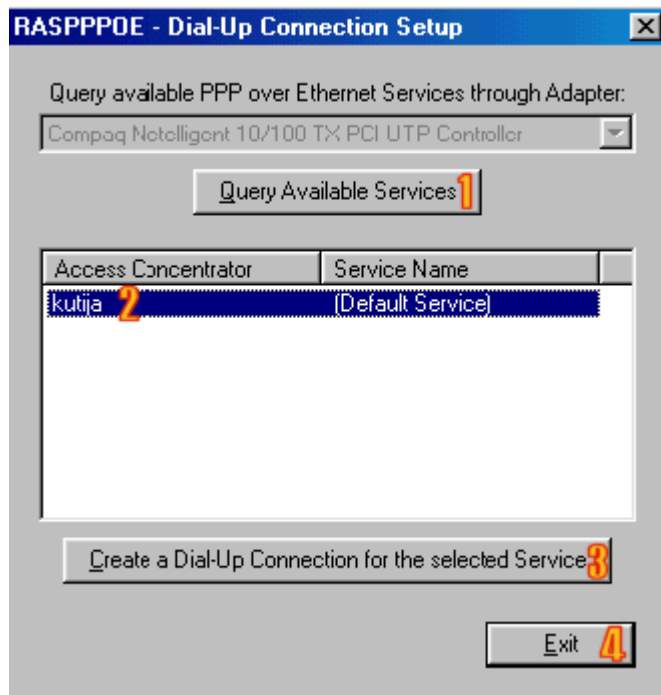 RASPPPOE - Dial-Up Connection Setup
Query available PPP over Ethernet Services through Adapter:
Compaq Netelligent 10/100 TX PCI UTP Controller
Query Available Services 1
Access Concentrator Service Name
kutija 2 (Default Service)
Create a Dial-Up Connection for the selected Service 3
Exit 4